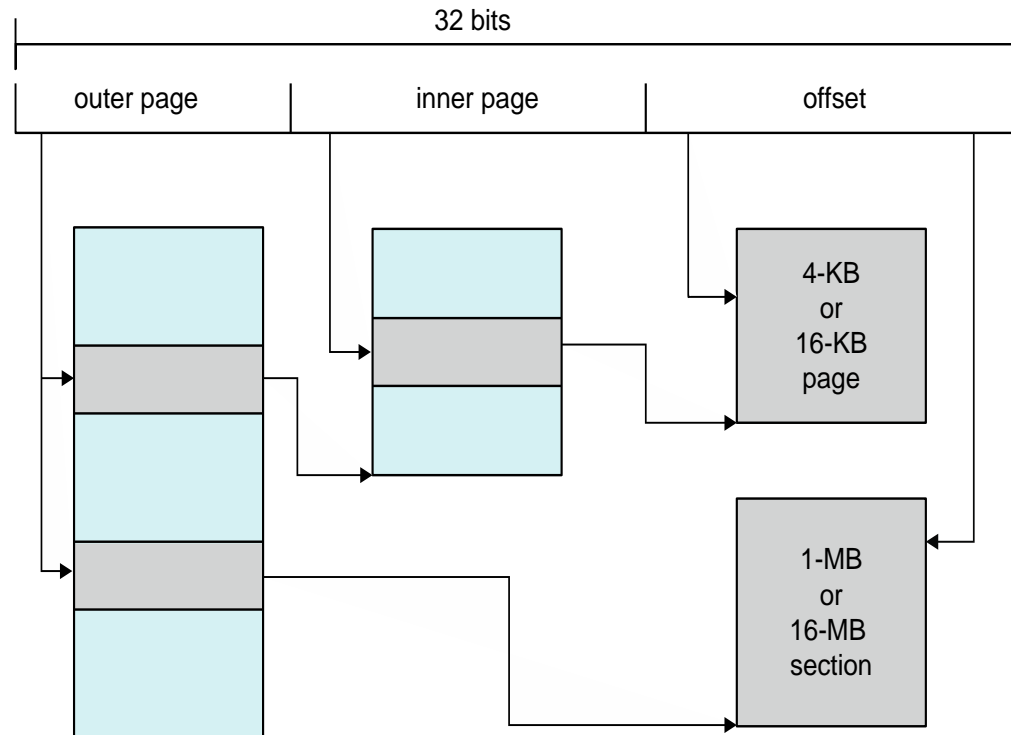 32 bits
outer page
inner page
offset
4-KB
or
16-KB
page
1-MB
or
16-MB
section